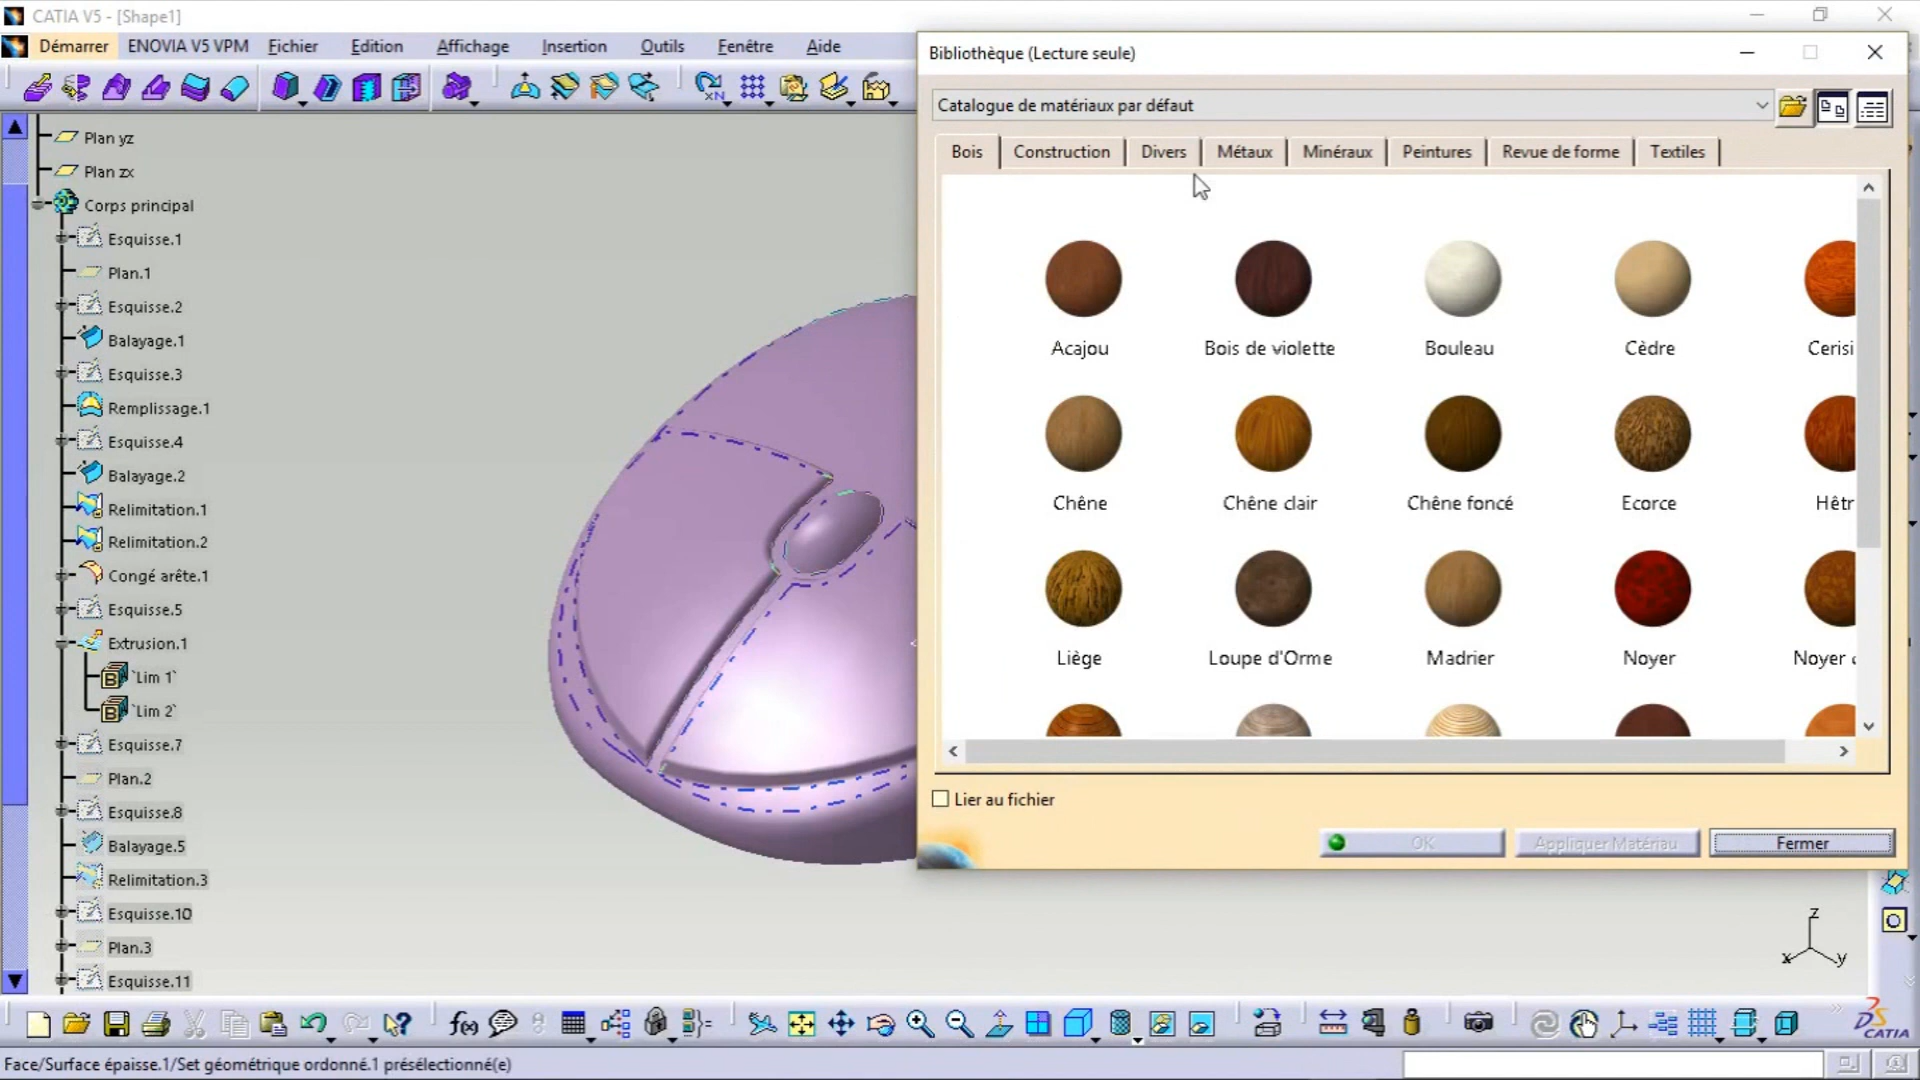 CATIA V5 - [Shape1]
Démarrer ENOVIA V5 VPM Fichier Edition Affichage Insertion Outils Fenêtre Aide
Plan yz
Plan zx
Corps principal
Esquisse.1
Plan.1
Esquisse.2
Balayage.1
Esquisse.3
Remplissage.1
Esquisse.4
Balayage.2
Relimitation.1
Relimitation.2
Congé arête.1
Esquisse.5
Extrusion.1
`Lim 1`
`Lim 2`
Esquisse.7
Plan.2
Esquisse.8
Balayage.5
Relimitation.3
Esquisse.10
Plan.3
Esquisse.11
Bibliothèque (Lecture seule)
Catalogue de matériaux par défaut
Bois Construction Divers Métaux Minéraux Peintures Revue de forme Textiles
Acajou Bois de violette Bouleau Cèdre Cerisi
Chêne Chêne clair Chêne foncé Ecorce Hêtr
Liège Loupe d'Orme Madrier Noyer Noyer
Lier au fichier
OK Appliquer Matériau Fermer
z
x y
f(x)
CATIA
Face/Surface épaisse.1/Set géométrique ordonné.1 présélectionné(e)